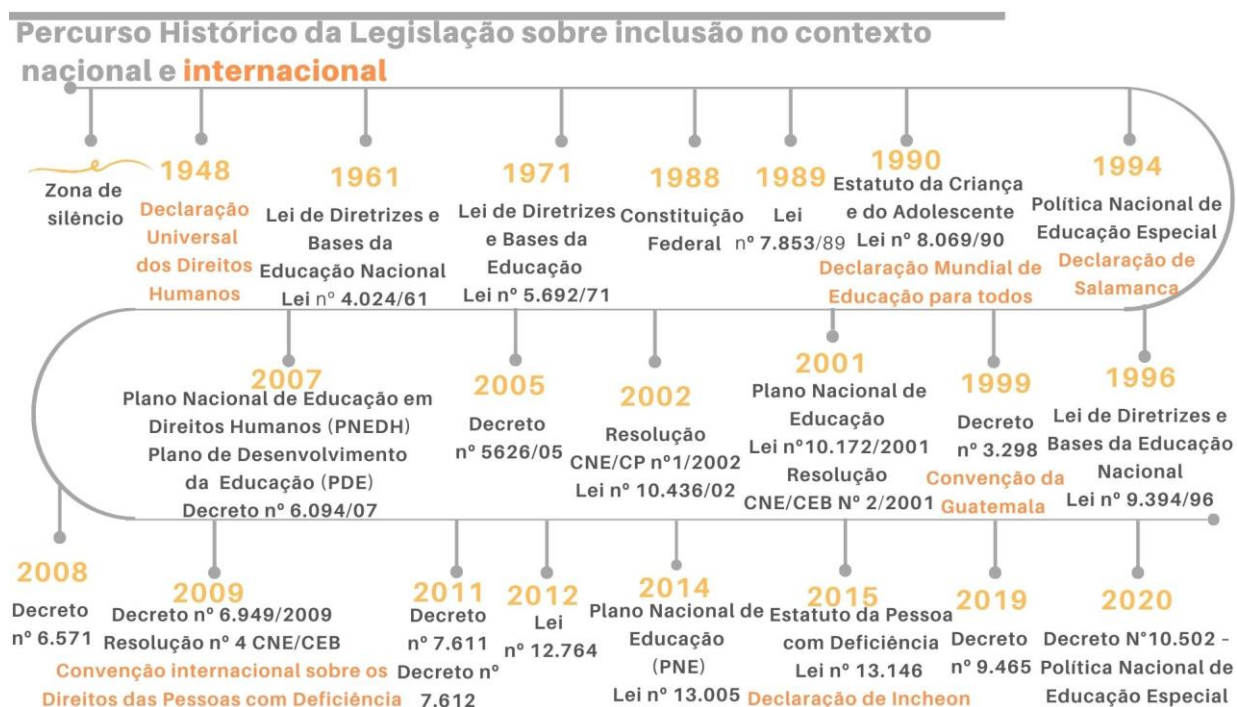 Percurso Histórico da Legislação sobre inclusão no contexto
nacional e internacional
Zona de
silêncio
1948
Declaração
Universal
dos Direitos
Humanos
1961
Lei de Diretrizes e
Bases da
Educação Nacional
Lei nº 4.024/61
1971
Lei de Diretrizes
e Bases da
Educação
Lei nº 5.692/71
1988
Constituição
Federal
1989
Lei
nº 7.853/89
1990
Estatuto da Criança
e do Adolescente
Lei nº 8.069/90
Declaração Mundial de
Educação para todos
1994
Política Nacional de
Educação Especial
Declaração de
Salamanca
1996
Lei de Diretrizes e
Bases da Educação
Nacional
Lei nº 9.394/96
1999
Decreto
nº 3.298
Convenção da
Guatemala
2001
Plano Nacional de
Educação
Lei nº10.172/2001
Resolução
CNE/CEB Nº 2/2001
2002
Resolução
CNE/CP nº1/2002
Lei nº 10.436/02
2005
Decreto
nº 5626/05
2007
Plano Nacional de Educação em
Direitos Humanos (PNEDH)
Plano de Desenvolvimento
da Educação (PDE)
Decreto nº 6.094/07
2008
Decreto
nº 6.571
2009
Decreto nº 6.949/2009
Resolução nº 4 CNE/CEB
Convenção internacional sobre os
Direitos das Pessoas com Deficiência
2011
Decreto
nº 7.611
Decreto nº
7.612
2012
Lei
nº 12.764
2014
Plano Nacional de
Educação
(PNE)
Lei nº 13.005
2015
Estatuto da Pessoa
com Deficiência
Lei nº 13.146
Declaração de Incheon
2019
Decreto
nº 9.465
2020
Decreto N°10.502 –
Política Nacional de
Educação Especial